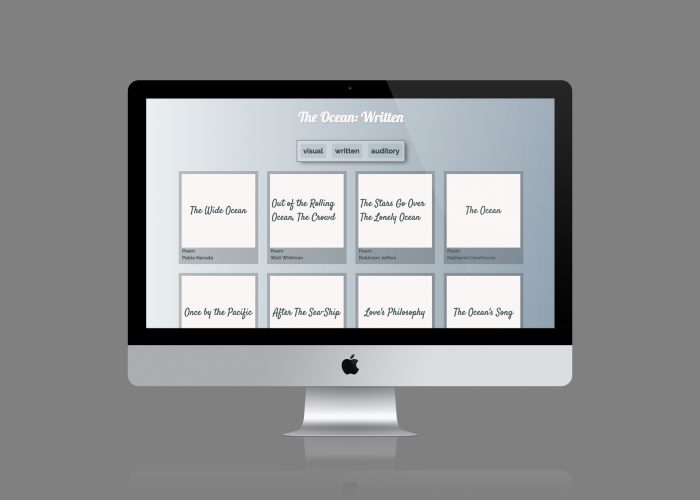 The Ocean: Written
visual written auditory
The Wide Ocean
Out of the Rolling
Ocean, The Crowd
The Stars Go Over
The Lonely Ocean
The Ocean
Poem
Pablo Neruda
Poem
Walt Whitman
Poem
Robinson Jeffers
Poem
Nathaniel Hawthorne
Once by the Pacific
After The Sea-Ship
Love's Philosophy
The Ocean's Song